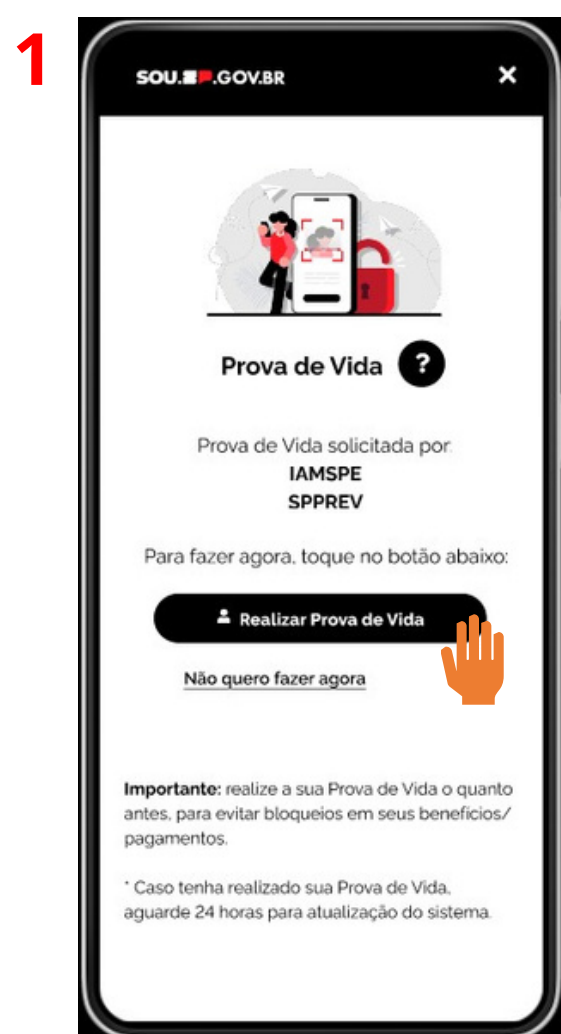 1
SOU.SP.GOV.BR
×
Prova de Vida ?
Prova de Vida solicitada por:
IAMSPE
SPPREV
Para fazer agora, toque no botão abaixo:
Realizar Prova de Vida
Não quero fazer agora
Importante: realize a sua Prova de Vida o quanto
antes, para evitar bloqueios em seus benefícios/
pagamentos.
* Caso tenha realizado sua Prova de Vida,
aguarde 24 horas para atualização do sistema.